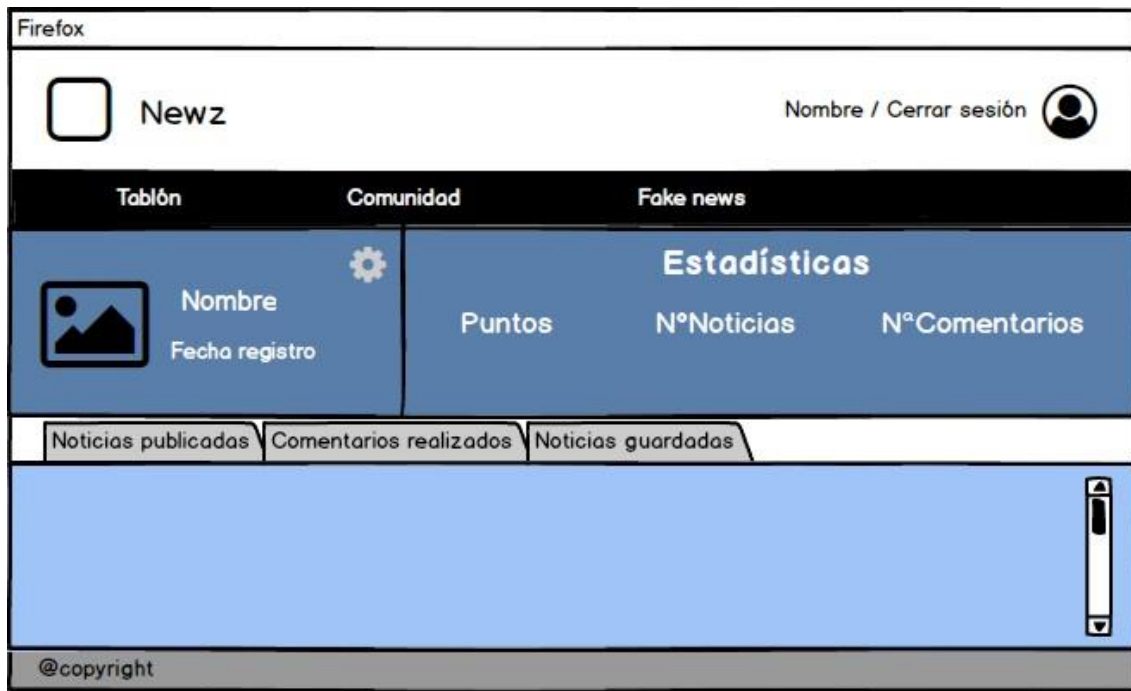 Firefox
Newz
Nombre / Cerrar sesión
Tablón Comunidad Fake news
Estadísticas
Nombre
Fecha registro
Puntos NºNoticias NªComentarios
Noticias publicadas Comentarios realizados Noticias guardadas
@copyright